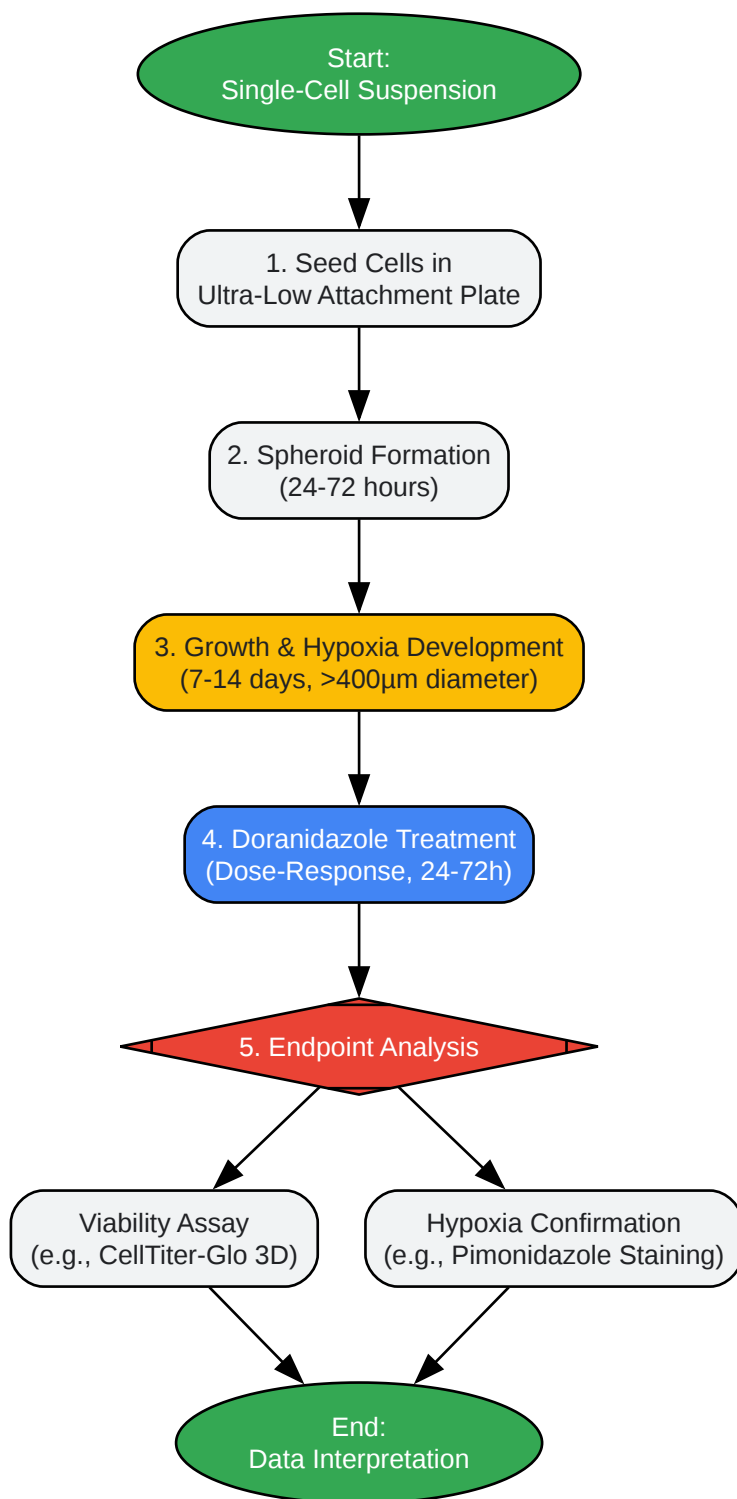 Start:
Single-Cell Suspension
1. Seed Cells in
Ultra-Low Attachment Plate
2. Spheroid Formation
(24-72 hours)
3. Growth & Hypoxia Development
(7-14 days, >400µm diameter)
4. Doranidazole Treatment
(Dose-Response, 24-72h)
5. Endpoint Analysis
Viability Assay
(e.g., CellTiter-Glo 3D)
Hypoxia Confirmation
(e.g., Pimonidazole Staining)
End:
Data Interpretation